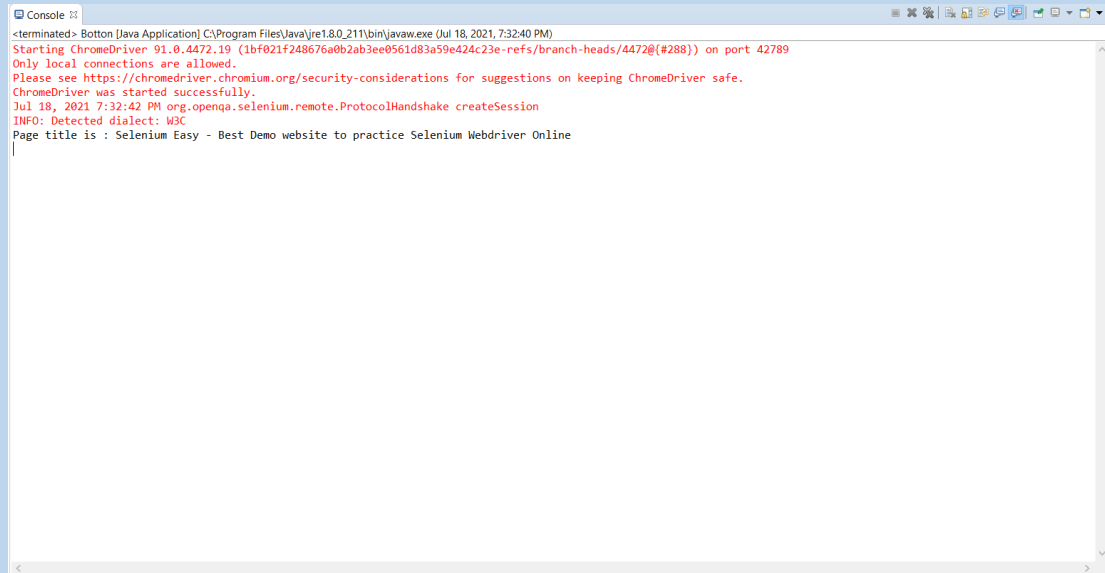 Console
<terminated> Botton [Java Application] C:\Program Files\Java\jre1.8.0_211\bin\javaw.exe (Jul 18, 2021, 7:32:40 PM)
Starting ChromeDriver 91.0.4472.19 (1bf021f248676a0b2ab3ee0561d83a59e424c23e-refs/branch-heads/4472@{#288}) on port 42789
Only local connections are allowed.
Please see https://chromedriver.chromium.org/security-considerations for suggestions on keeping ChromeDriver safe.
ChromeDriver was started successfully.
Jul 18, 2021 7:32:42 PM org.openqa.selenium.remote.ProtocolHandshake createSession
INFO: Detected dialect: W3C
Page title is : Selenium Easy - Best Demo website to practice Selenium Webdriver Online